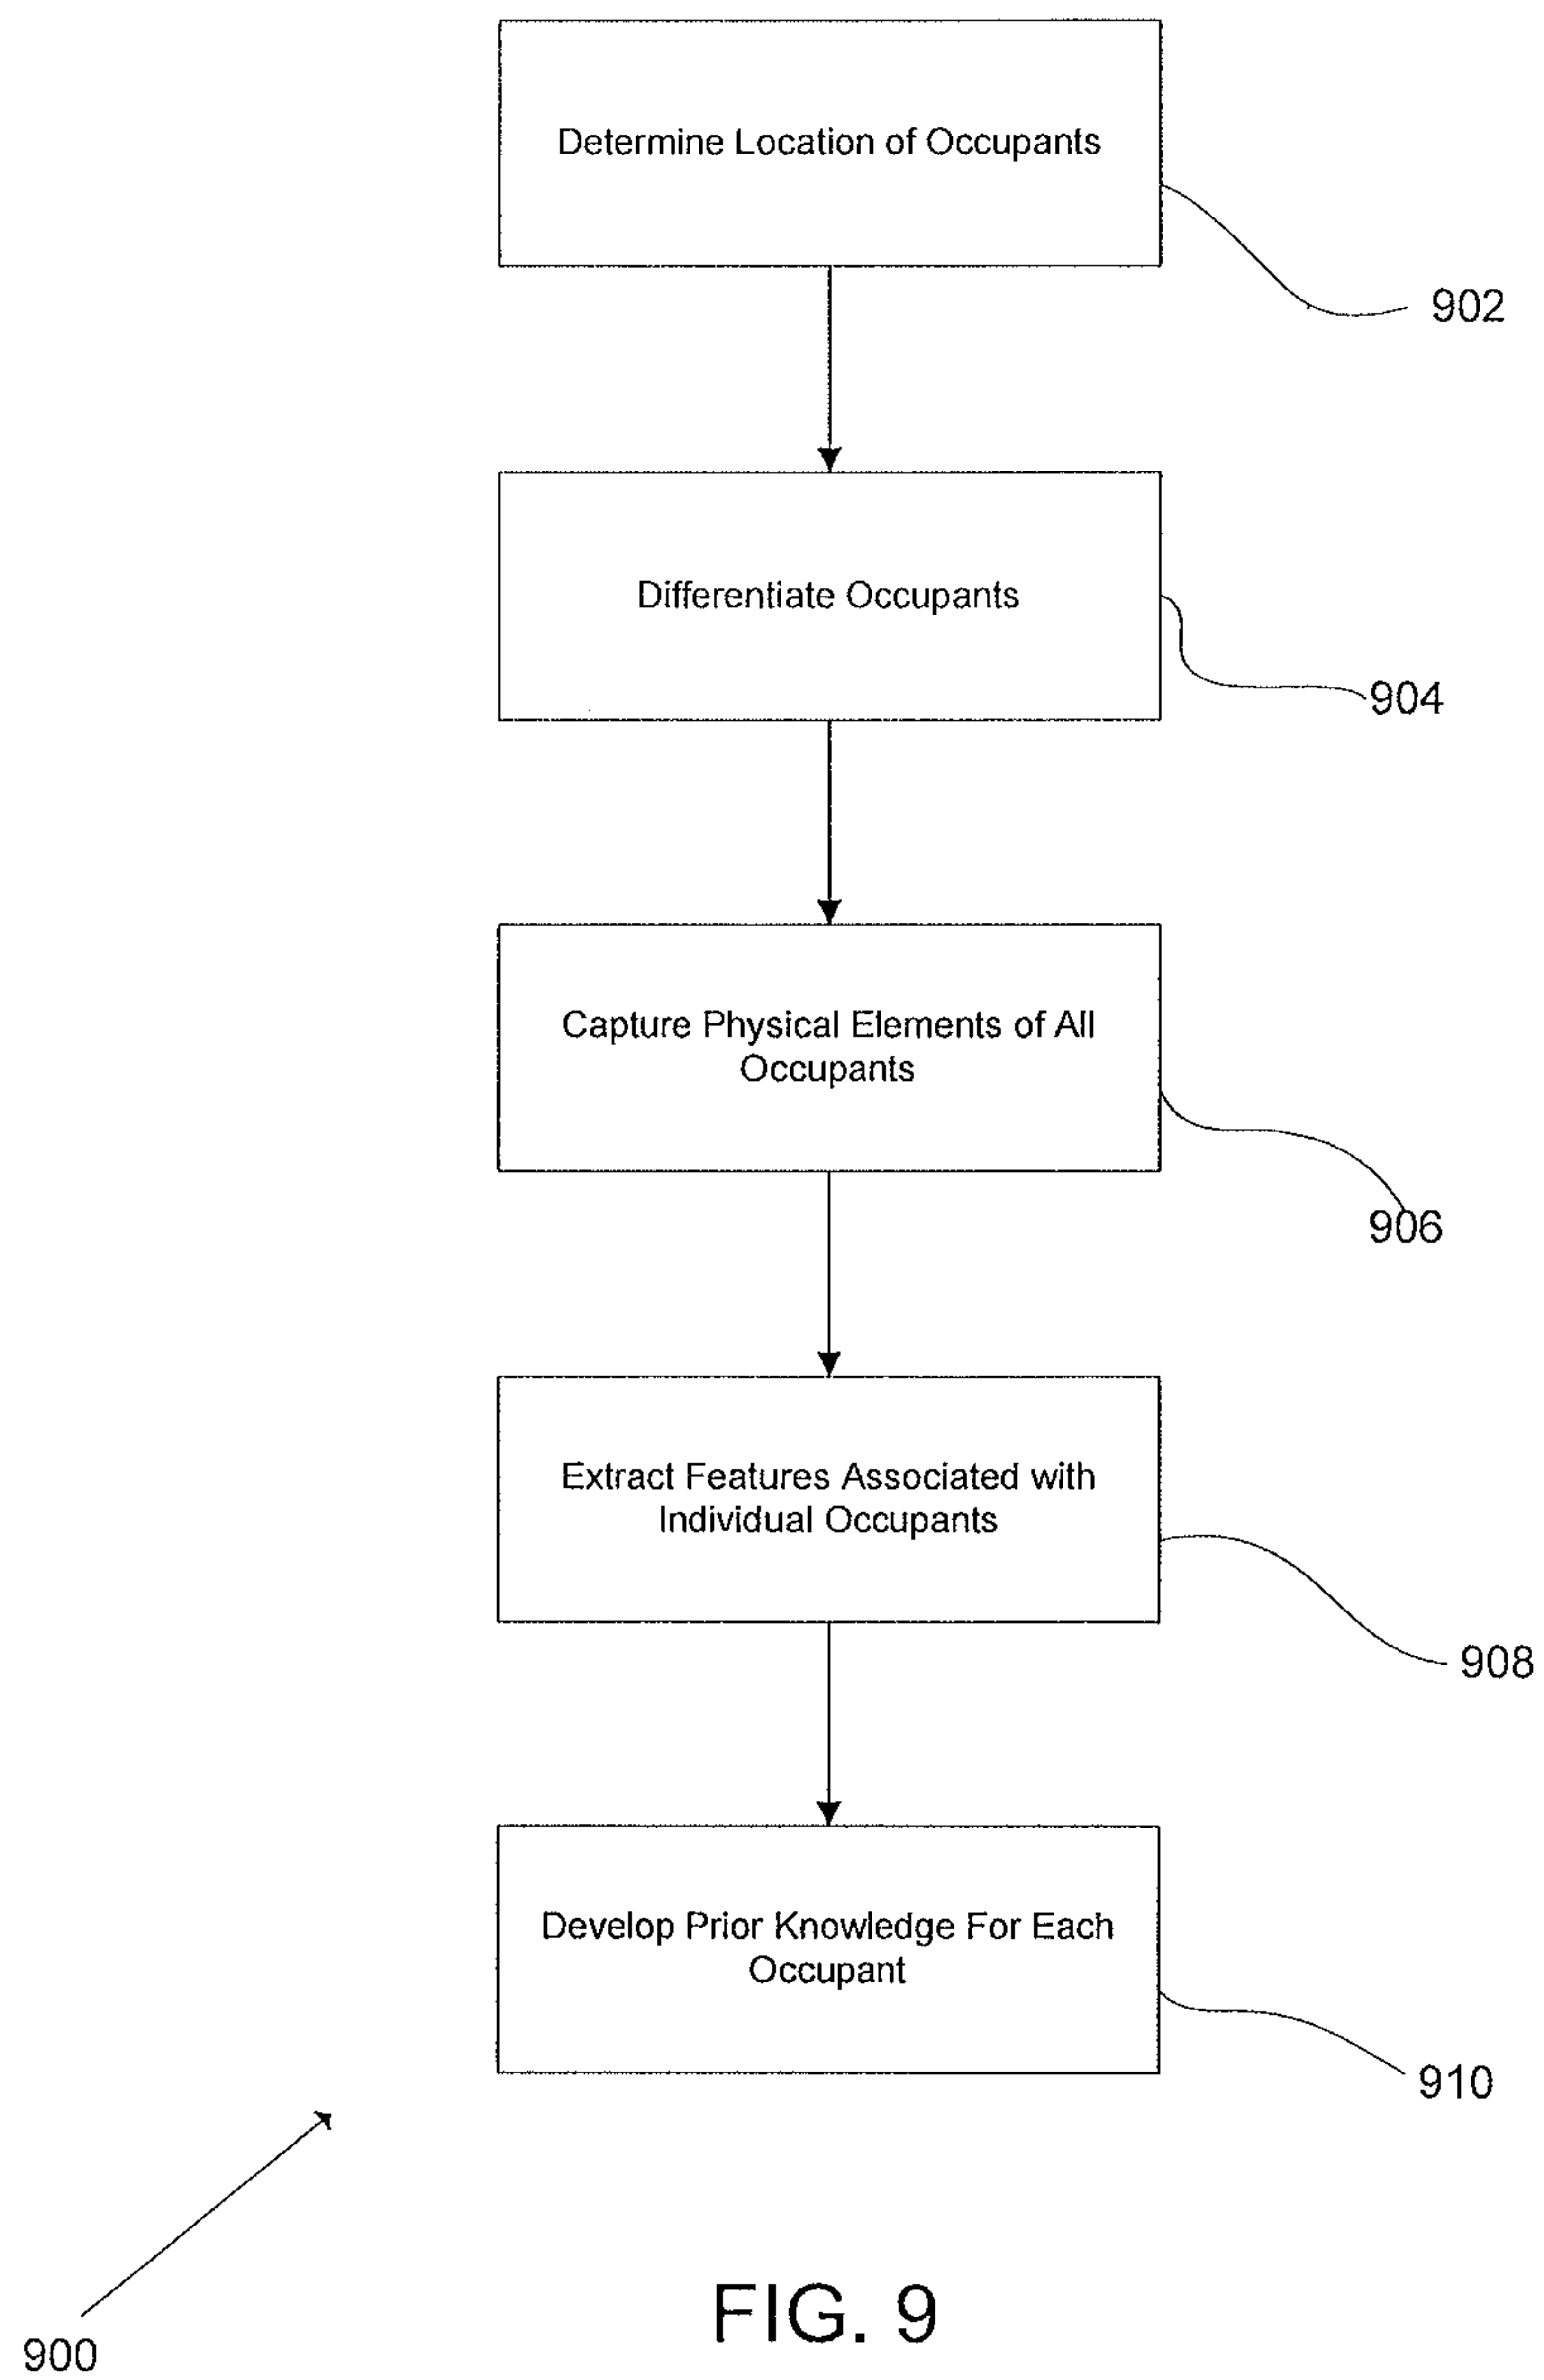 Determine Location of Occupants
902
Differentiate Occupants
904
Capture Physical Elements of All
Occupants
906
Extract Features Associated with
Individual Occupants
908
Develop Prior Knowledge For Each
Occupant
910
900
FIG. 9